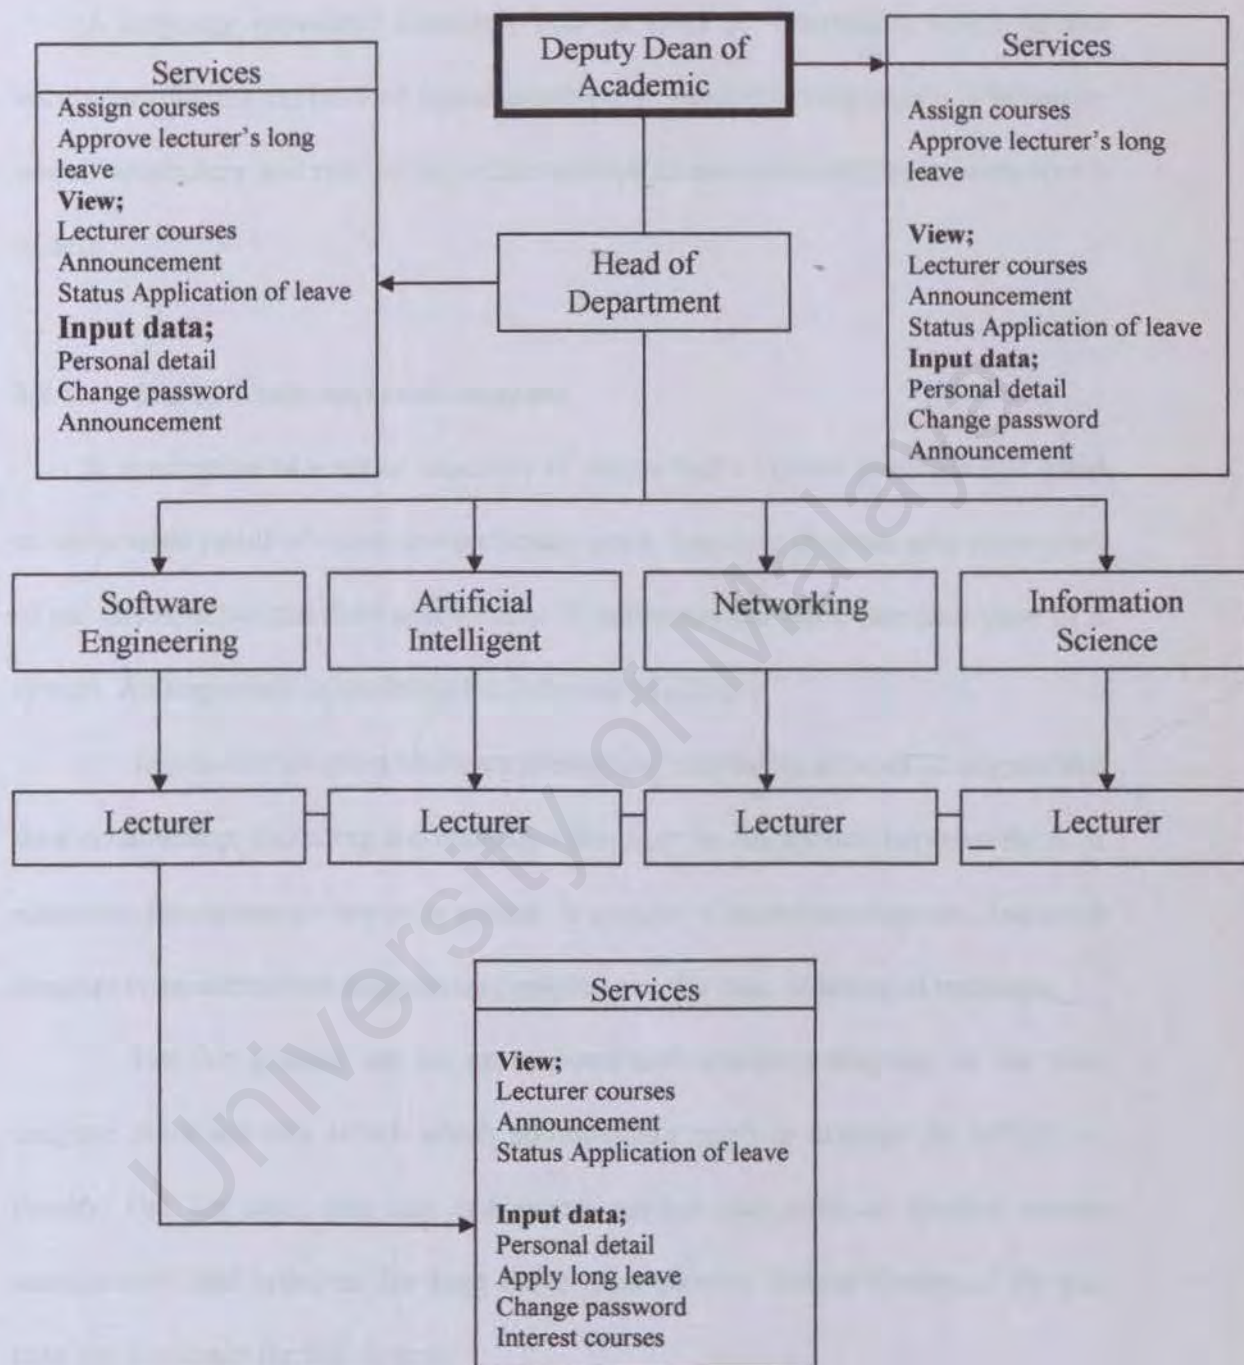 Deputy Dean of
Academic
Services
Assign courses
Approve lecturer's long
leave
View;
Lecturer courses
Announcement
Status Application of leave
Input data;
Personal detail
Change password
Announcement
Services
Assign courses
Approve lecturer's long
leave
View;
Lecturer courses
Announcement
Status Application of leave
Input data;
Personal detail
Change password
Announcement
Head of
Department
Software
Engineering
Artificial
Intelligent
Networking
Information
Science
Lecturer
Lecturer
Lecturer
Lecturer
Services
View;
Lecturer courses
Announcement
Status Application of leave
Input data;
Personal detail
Apply long leave
Change password
Interest courses
University of Malaya